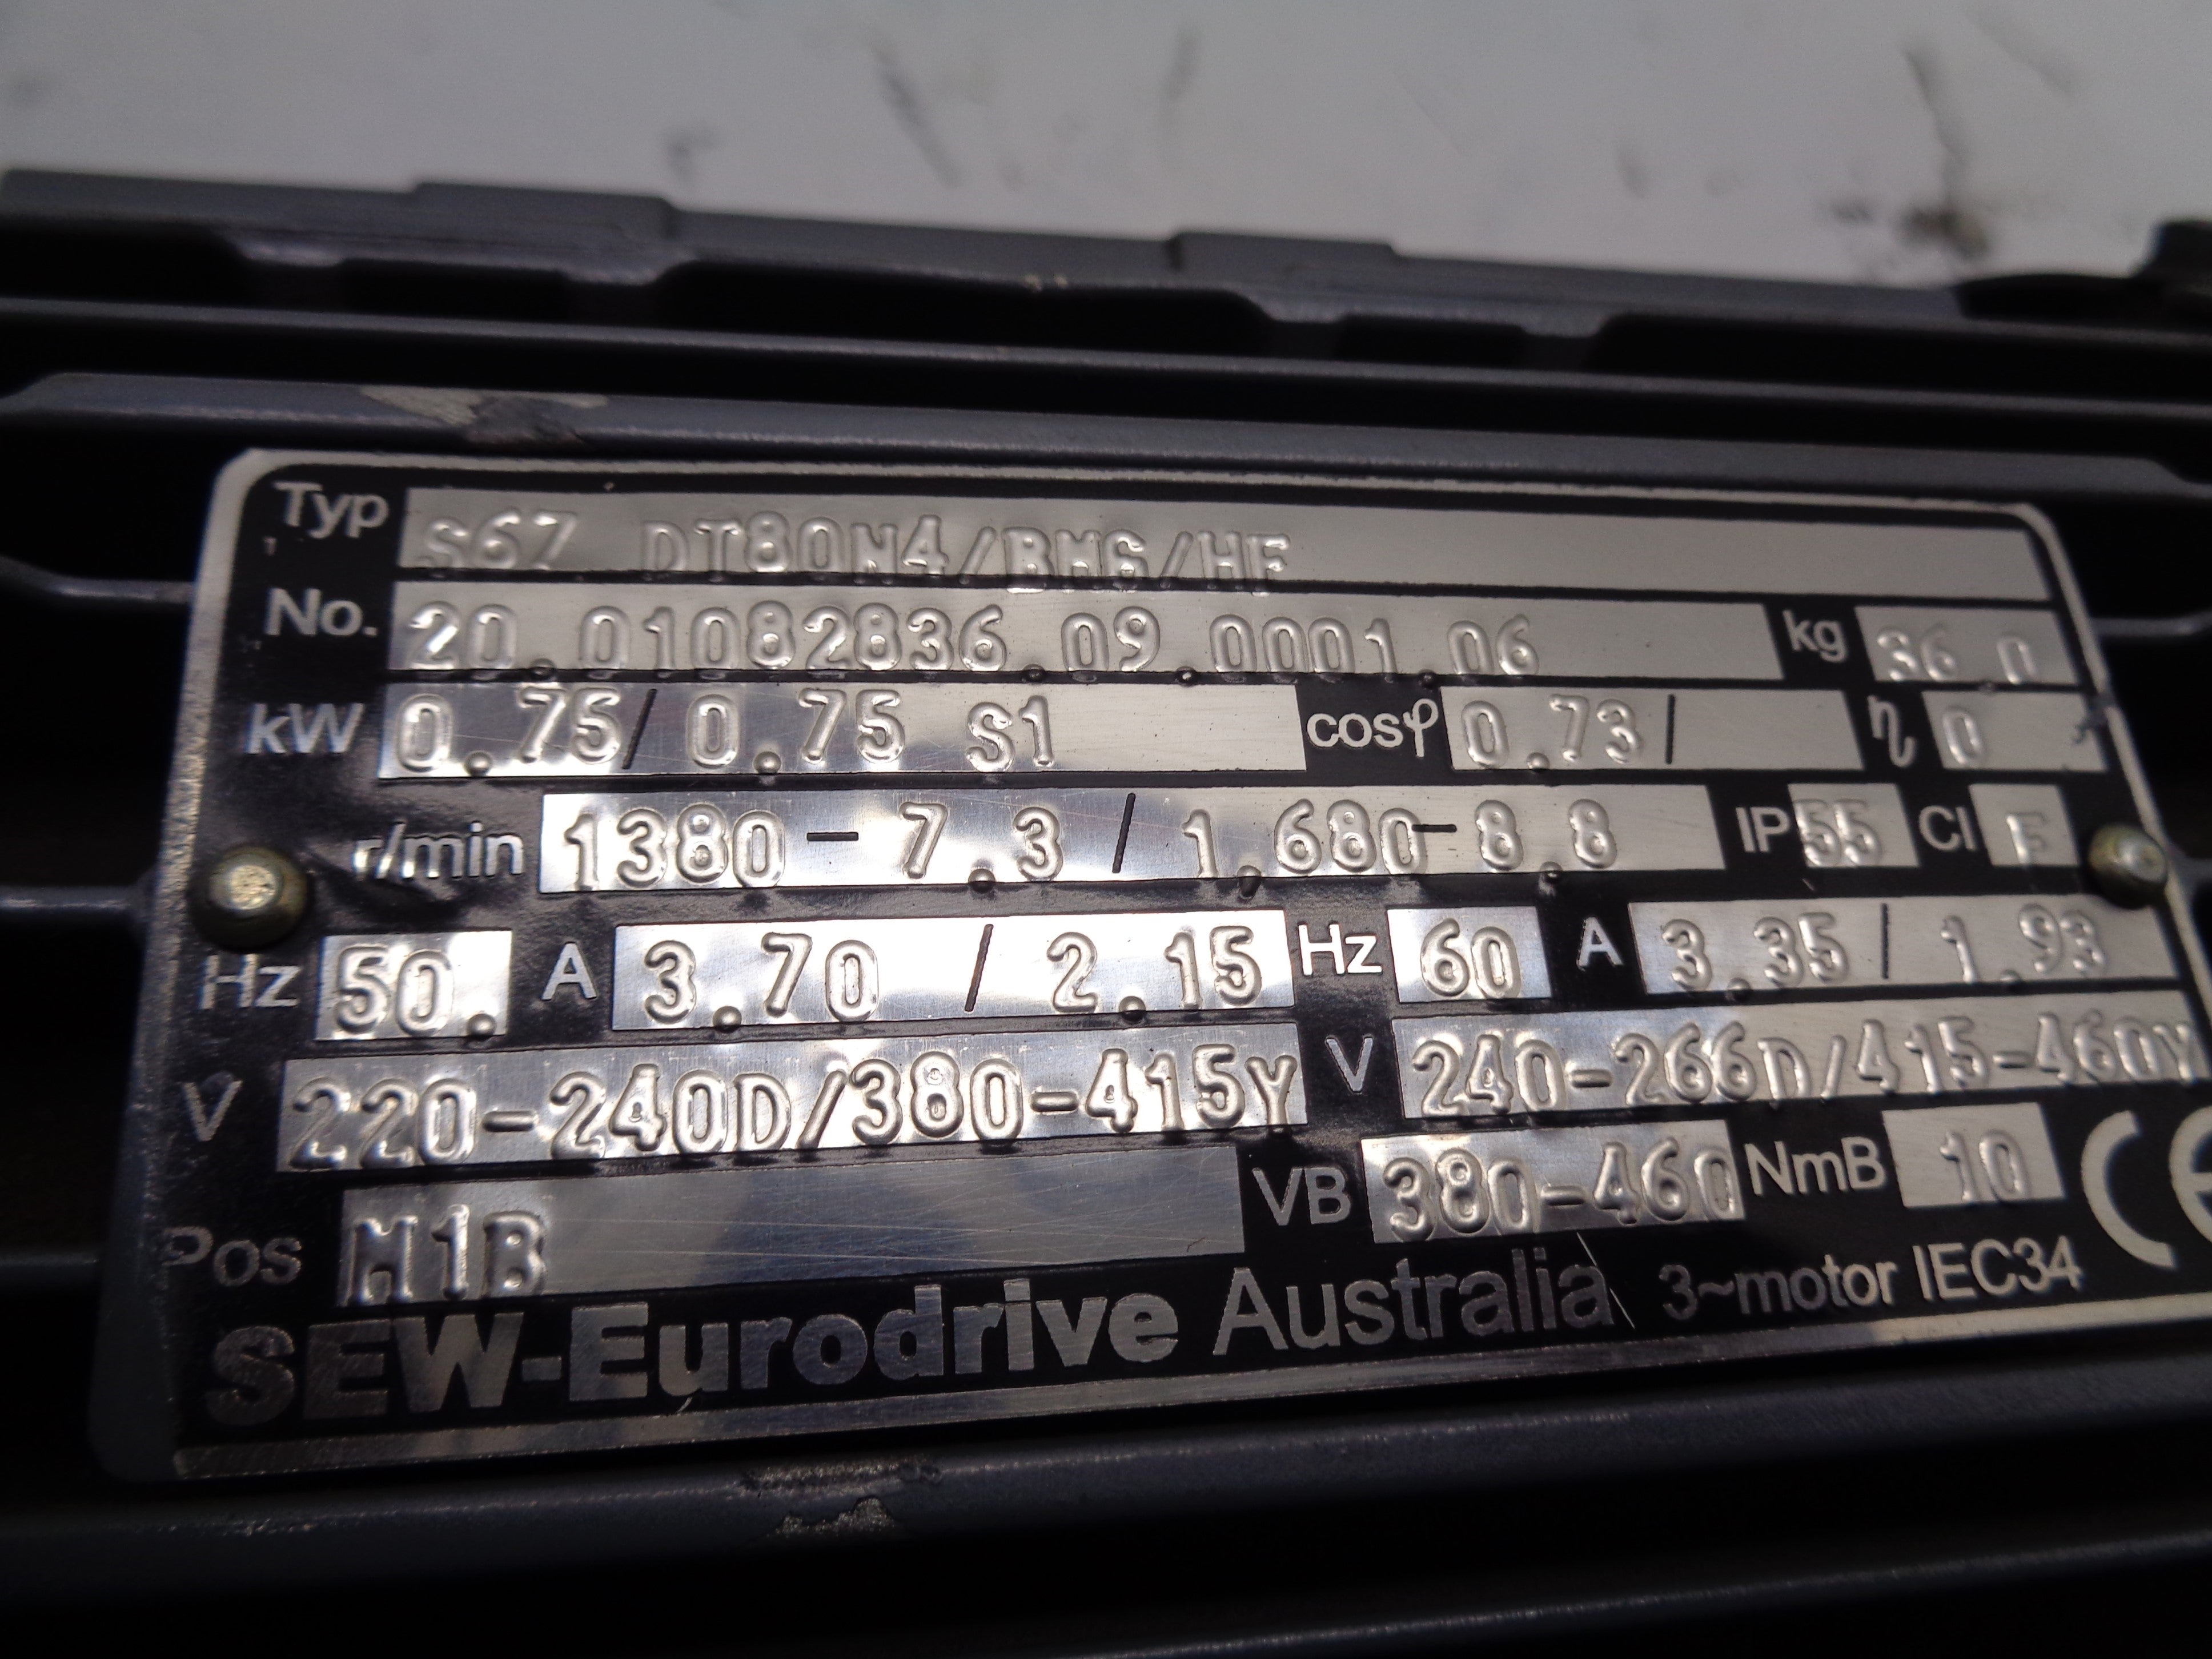 Typ S67 DT80N4/BMG/HF
No. 20.01082836.09.0001.06 kg 36.0
kW 0.75/0.75 S1 cosφ 0.73/ η 0
r/min 1380-7.3/1,680-8.8 IP 55 Cl F
Hz 50. A 3.70/2.15 Hz 60 A 3.35/1.93
V 220-240D/380-415Y V 240-266D/415-460Y
Pos M1B VB 380-460 NmB 10 CE
SEW-Eurodrive Australia 3~motor IEC34